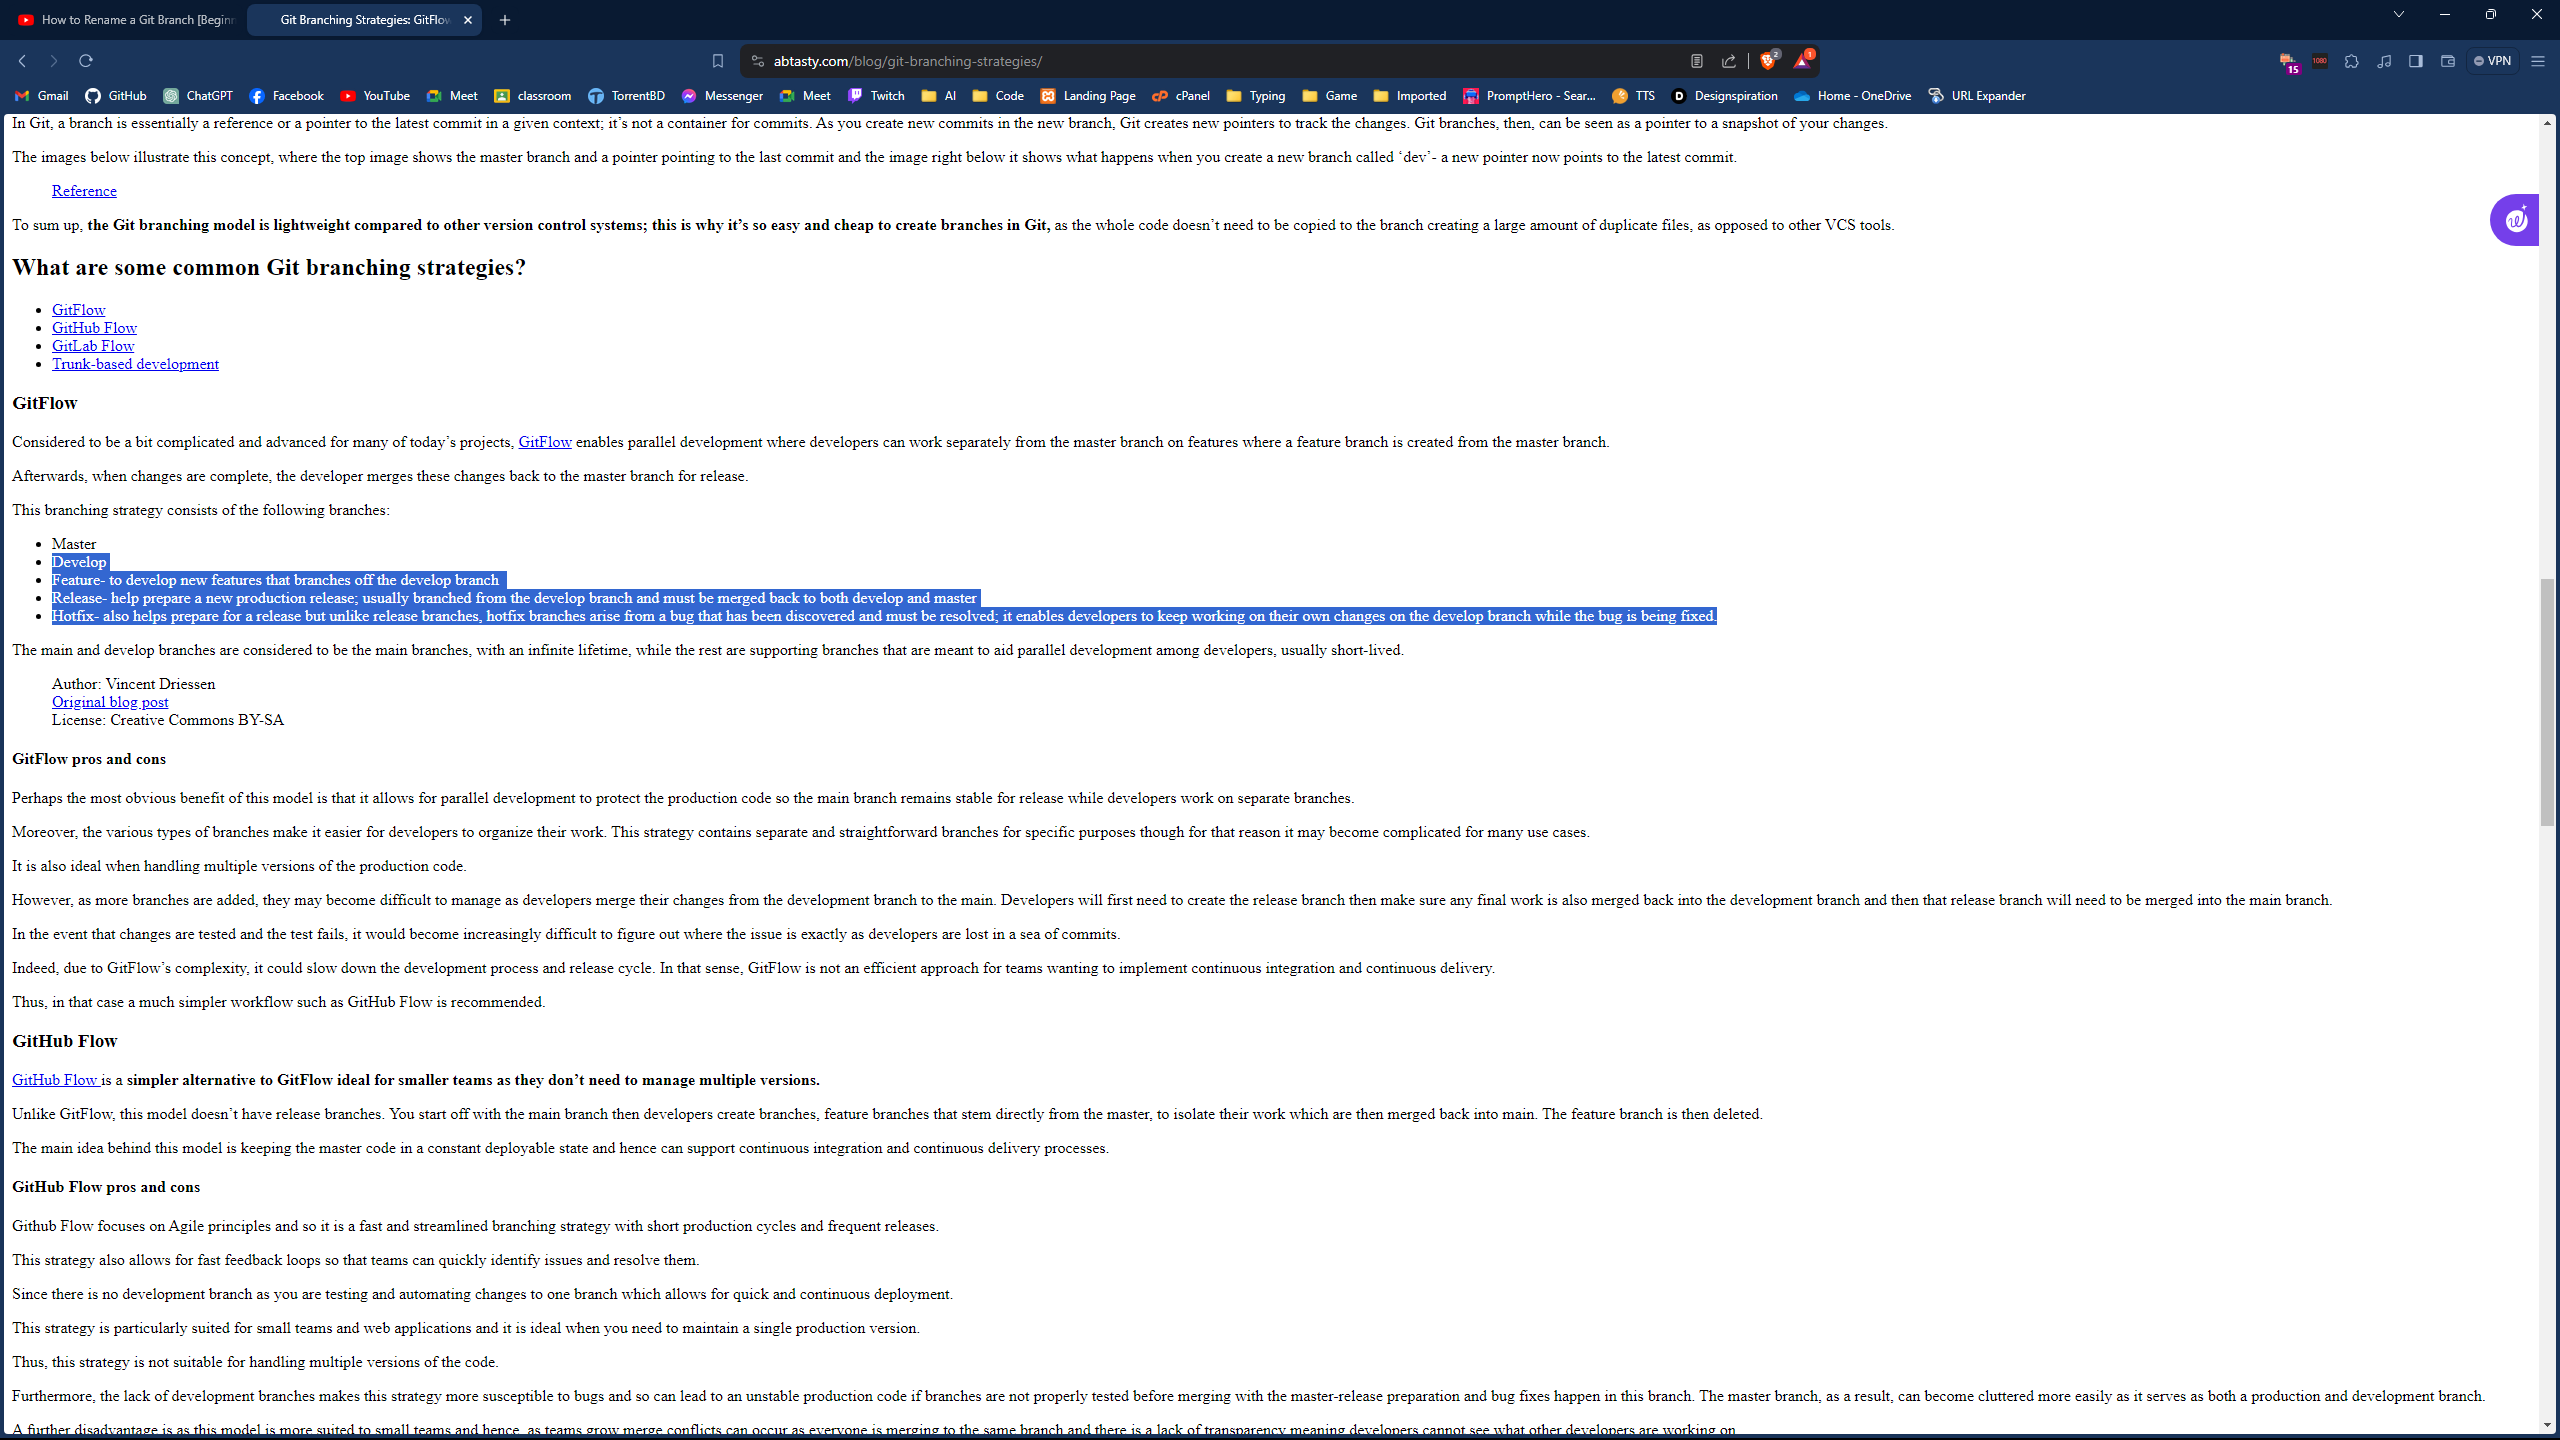 How to Rename a Git Branch [Beginn
Git Branching Strategies: GitFlow
abtasty.com/blog/git-branching-strategies/
2
1
15
1080
VPN
Gmail GitHub ChatGPT Facebook YouTube Meet classroom TorrentBD Messenger Meet Twitch AI Code Landing Page cPanel Typing Game Imported PromptHero - Sear... TTS Designspiration Home - OneDrive URL Expander
In Git, a branch is essentially a reference or a pointer to the latest commit in a given context; it’s not a container for commits. As you create new commits in the new branch, Git creates new pointers to track the changes. Git branches, then, can be seen as a pointer to a snapshot of your changes.
The images below illustrate this concept, where the top image shows the master branch and a pointer pointing to the last commit and the image right below it shows what happens when you create a new branch called ‘dev’- a new pointer now points to the latest commit.
Reference
To sum up, the Git branching model is lightweight compared to other version control systems; this is why it’s so easy and cheap to create branches in Git, as the whole code doesn’t need to be copied to the branch creating a large amount of duplicate files, as opposed to other VCS tools.
What are some common Git branching strategies?
• GitFlow
• GitHub Flow
• GitLab Flow
• Trunk-based development
GitFlow
Considered to be a bit complicated and advanced for many of today’s projects, GitFlow enables parallel development where developers can work separately from the master branch on features where a feature branch is created from the master branch.
Afterwards, when changes are complete, the developer merges these changes back to the master branch for release.
This branching strategy consists of the following branches:
• Master
• Develop
• Feature- to develop new features that branches off the develop branch
• Release- help prepare a new production release; usually branched from the develop branch and must be merged back to both develop and master
• Hotfix- also helps prepare for a release but unlike release branches, hotfix branches arise from a bug that has been discovered and must be resolved; it enables developers to keep working on their own changes on the develop branch while the bug is being fixed.
The main and develop branches are considered to be the main branches, with an infinite lifetime, while the rest are supporting branches that are meant to aid parallel development among developers, usually short-lived.
Author: Vincent Driessen
Original blog post
License: Creative Commons BY-SA
GitFlow pros and cons
Perhaps the most obvious benefit of this model is that it allows for parallel development to protect the production code so the main branch remains stable for release while developers work on separate branches.
Moreover, the various types of branches make it easier for developers to organize their work. This strategy contains separate and straightforward branches for specific purposes though for that reason it may become complicated for many use cases.
It is also ideal when handling multiple versions of the production code.
However, as more branches are added, they may become difficult to manage as developers merge their changes from the development branch to the main. Developers will first need to create the release branch then make sure any final work is also merged back into the development branch and then that release branch will need to be merged into the main branch.
In the event that changes are tested and the test fails, it would become increasingly difficult to figure out where the issue is exactly as developers are lost in a sea of commits.
Indeed, due to GitFlow’s complexity, it could slow down the development process and release cycle. In that sense, GitFlow is not an efficient approach for teams wanting to implement continuous integration and continuous delivery.
Thus, in that case a much simpler workflow such as GitHub Flow is recommended.
GitHub Flow
GitHub Flow is a simpler alternative to GitFlow ideal for smaller teams as they don’t need to manage multiple versions.
Unlike GitFlow, this model doesn’t have release branches. You start off with the main branch then developers create branches, feature branches that stem directly from the master, to isolate their work which are then merged back into main. The feature branch is then deleted.
The main idea behind this model is keeping the master code in a constant deployable state and hence can support continuous integration and continuous delivery processes.
GitHub Flow pros and cons
Github Flow focuses on Agile principles and so it is a fast and streamlined branching strategy with short production cycles and frequent releases.
This strategy also allows for fast feedback loops so that teams can quickly identify issues and resolve them.
Since there is no development branch as you are testing and automating changes to one branch which allows for quick and continuous deployment.
This strategy is particularly suited for small teams and web applications and it is ideal when you need to maintain a single production version.
Thus, this strategy is not suitable for handling multiple versions of the code.
Furthermore, the lack of development branches makes this strategy more susceptible to bugs and so can lead to an unstable production code if branches are not properly tested before merging with the master-release preparation and bug fixes happen in this branch. The master branch, as a result, can become cluttered more easily as it serves as both a production and development branch.
A further disadvantage is as this model is more suited to small teams and hence, as teams grow merge conflicts can occur as everyone is merging to the same branch and there is a lack of transparency meaning developers cannot see what other developers are working on